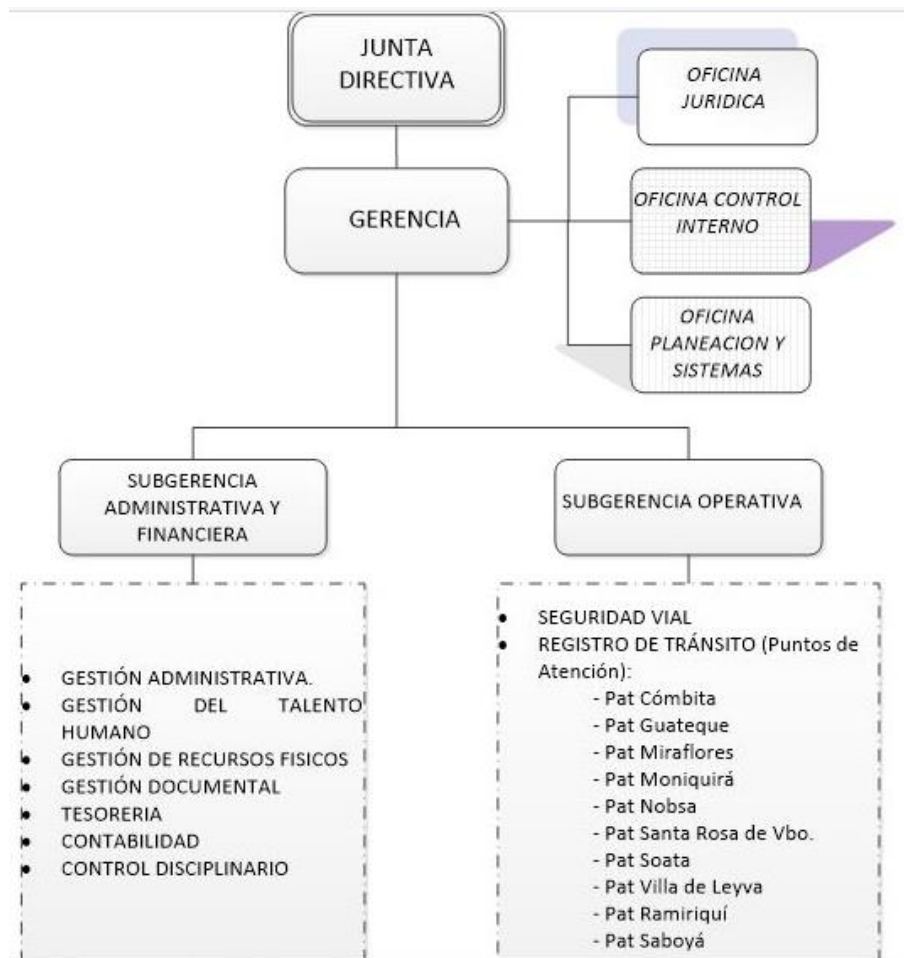 JUNTA
DIRECTIVA
OFICINA
JURIDICA
GERENCIA
OFICINA CONTROL
INTERNO
OFICINA
PLANEACION Y
SISTEMAS
SUBGERENCIA
ADMINISTRATIVA Y
FINANCIERA
SUBGERENCIA OPERATIVA
• GESTIÓN ADMINISTRATIVA.
• GESTIÓN DEL TALENTO
HUMANO
• GESTIÓN DE RECURSOS FISICOS
• GESTIÓN DOCUMENTAL
• TESORERIA
• CONTABILIDAD
• CONTROL DISCIPLINARIO
• SEGURIDAD VIAL
• REGISTRO DE TRÁNSITO (Puntos de
Atención):
- Pat Cómbita
- Pat Guateque
- Pat Miraflores
- Pat Moniquirá
- Pat Nobsa
- Pat Santa Rosa de Vbo.
- Pat Soata
- Pat Villa de Leyva
- Pat Ramiriquí
- Pat Saboyá